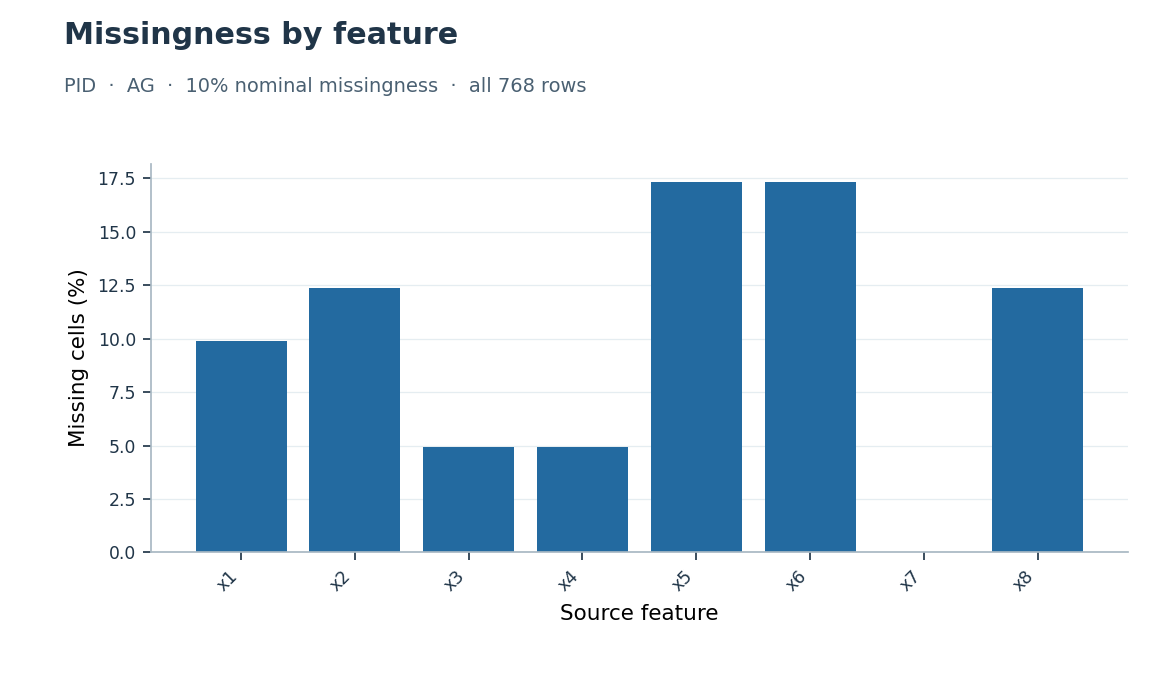 Missingness by feature
PID · AG · 10% nominal missingness · all 768 rows
Missing cells (%)
17.5
15.0
12.5
10.0
7.5
5.0
2.5
0.0
x1 x2 x3 x4 x5 x6 x7 x8
Source feature